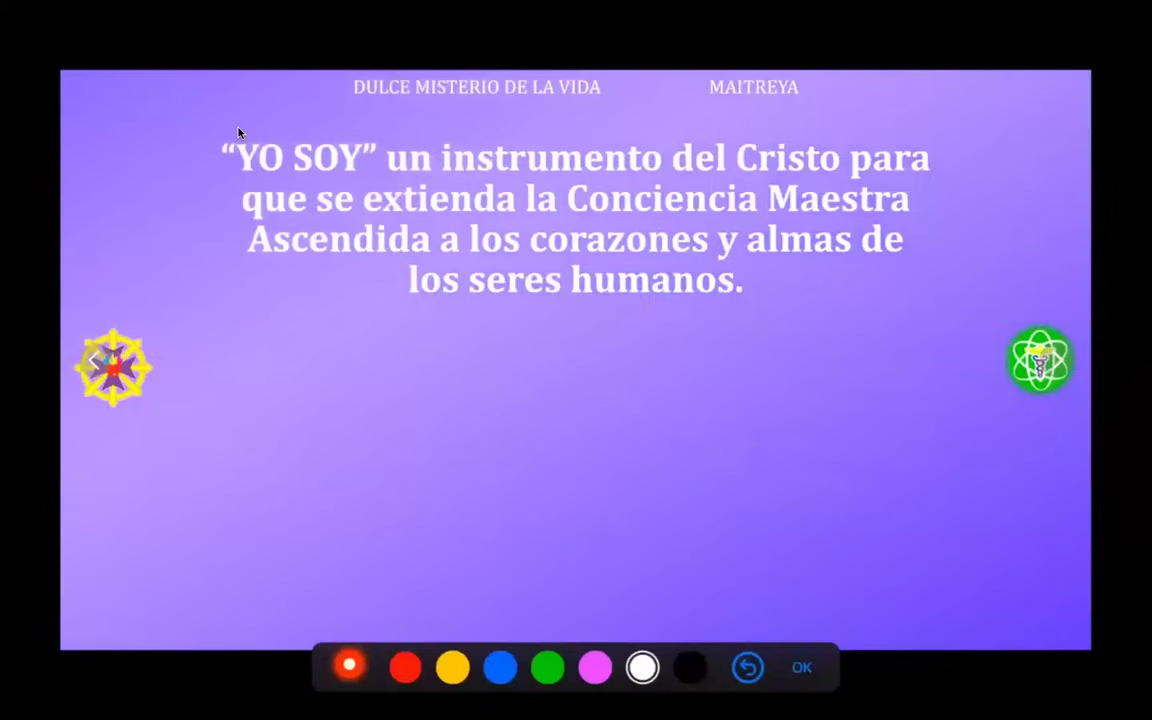 DULCE MISTERIO DE LA VIDA MAITREYA
“YO SOY” un instrumento del Cristo para
que se extienda la Conciencia Maestra
Ascendida a los corazones y almas de
los seres humanos.
OK